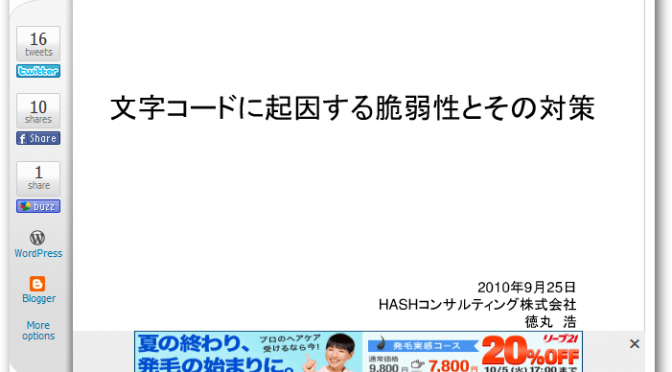 16
tweets
twitter
10
shares
Share
1
share
buzz
WordPress
Blogger
More
options
文字コードに起因する脆弱性とその対策
2010年9月25日
HASHコンサルティング株式会社
徳丸 浩
夏の終わり、
発毛の始まりに。
プロのヘアケア
受けるなら今!
発毛実感コース
通常価格
9,800円
7,800円
リーブ21
20%OFF
10/5(火)17:00まで